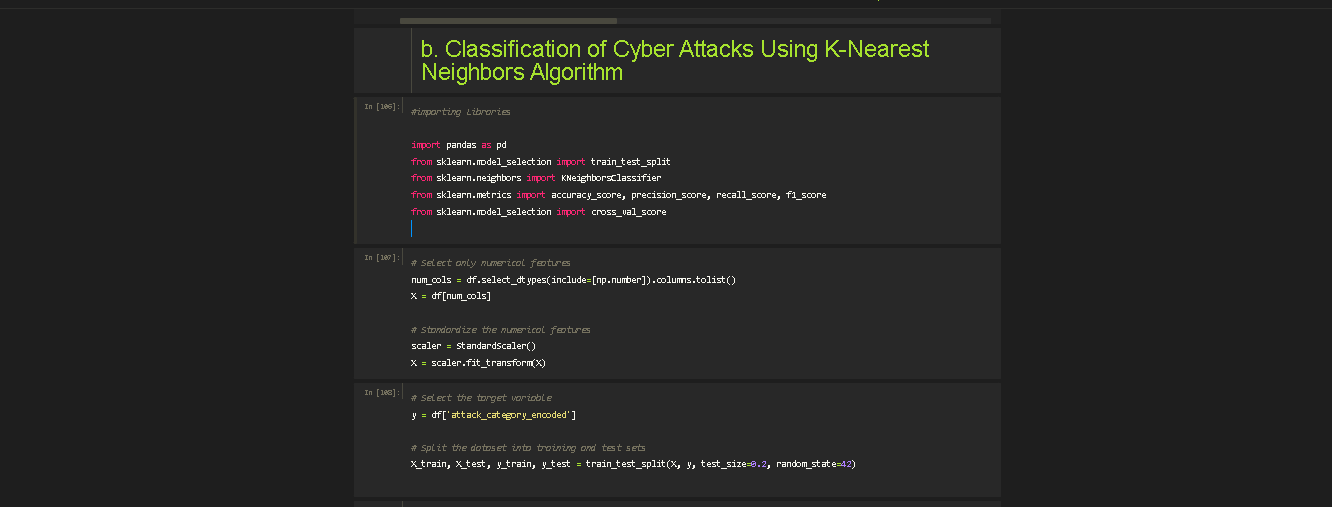 b. Classification of Cyber Attacks Using K-Nearest
Neighbors Algorithm
In [106]:
#importing Libraries
import pandas as pd
from sklearn.model_selection import train_test_split
from sklearn.neighbors import KNeighborsClassifier
from sklearn.metrics import accuracy_score, precision_score, recall_score, f1_score
from sklearn.model_selection import cross_val_score
In [107]:
# Select only numerical features
num_cols = df.select_dtypes(include=[np.number]).columns.tolist()
X = df[num_cols]
# Standardize the numerical features
scaler = StandardScaler()
X = scaler.fit_transform(X)
In [108]:
# Select the target variable
y = df['attack_category_encoded']
# Split the dataset into training and test sets
X_train, X_test, y_train, y_test = train_test_split(X, y, test_size=0.2, random_state=42)